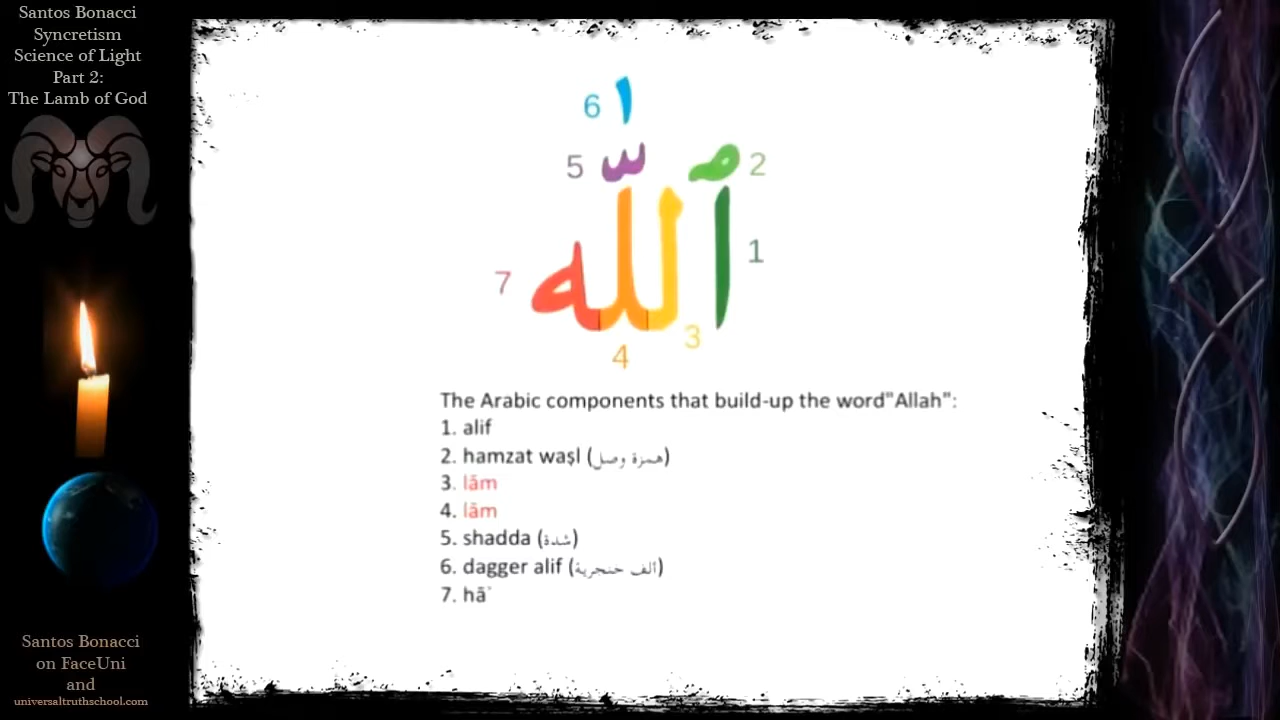 Santos Bonacci
Syncretism
Science of Light
Part 2:
The Lamb of God
6
5
2
ٱللّٰه
1
7
3
4
The Arabic components that build-up the word"Allah":
1. alif
2. hamzat waṣl (همزة وصل)
3. lām
4. lām
5. shadda (شدة)
6. dagger alif (ألف خنجرية)
7. hāʾ
Santos Bonacci
on FaceUni
and
universaltruthschool.com